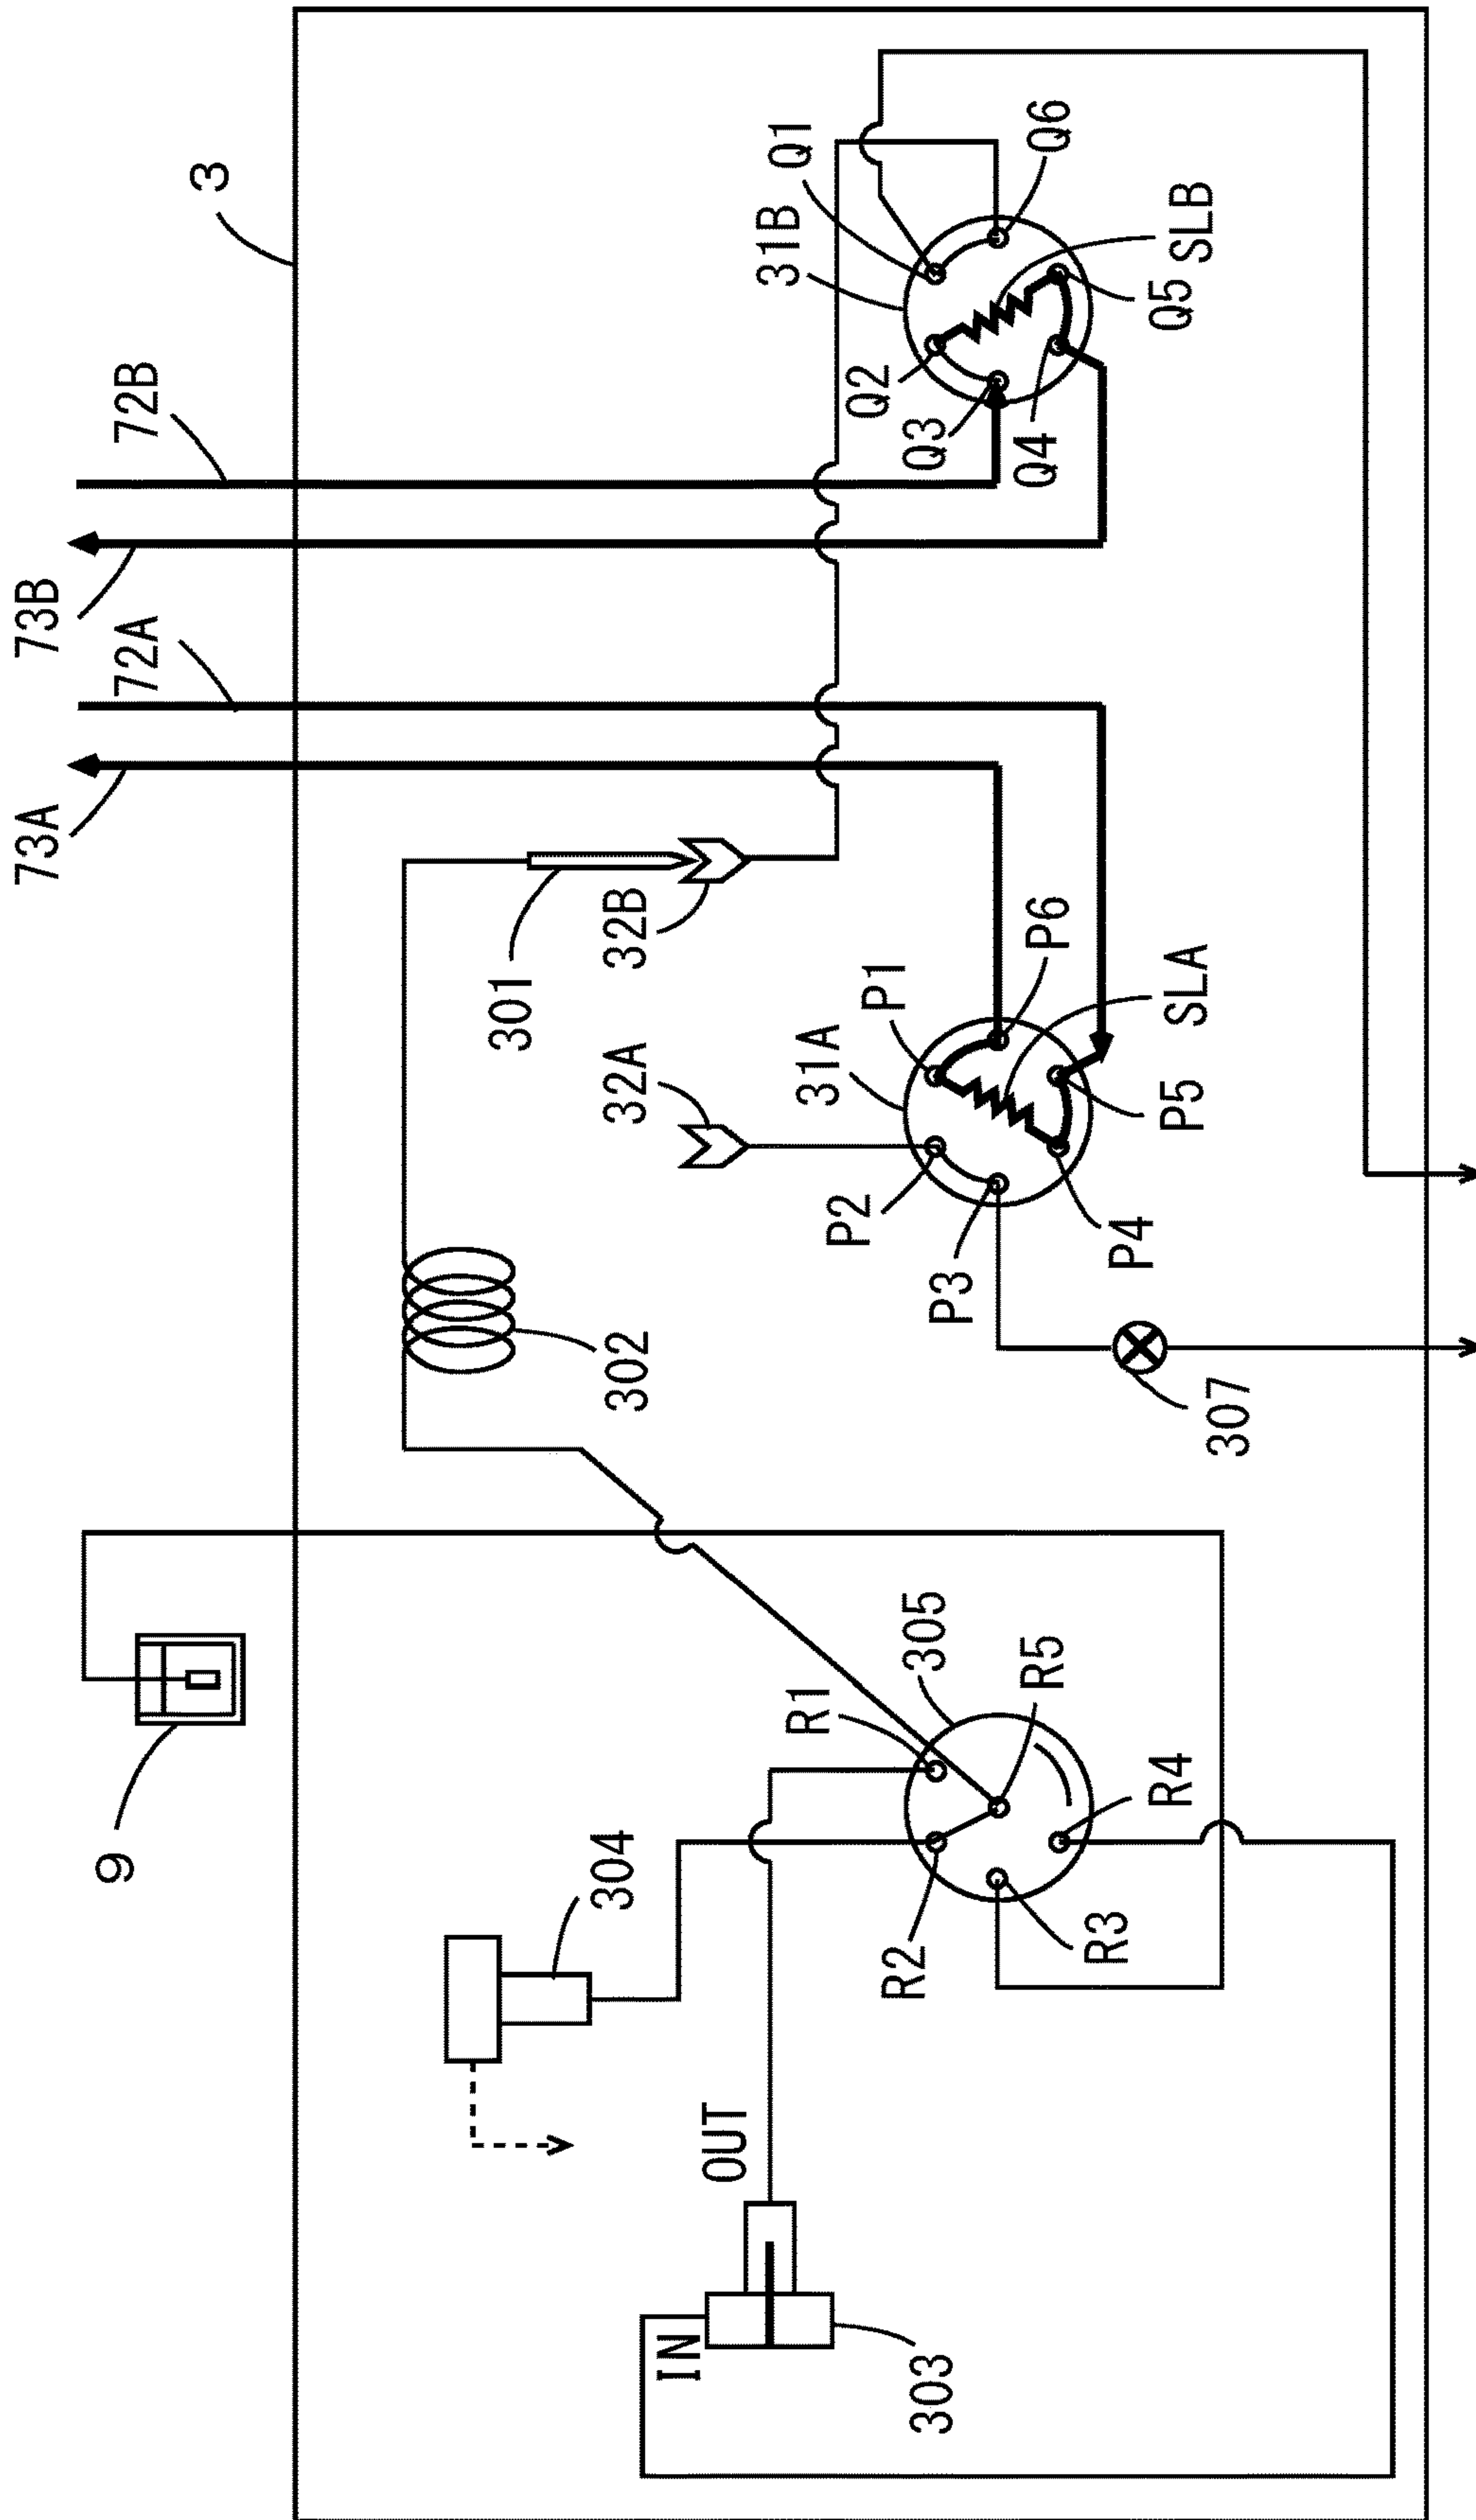 9
3
73A
72A
73B
72B
301
32B
302
32A
304
OUT
IN
303
R1
305
R2
R5
R3
R4
P1
31A
P2
P6
P3
SLA
P5
P4
307
Q1
31B
Q2
Q6
Q3
SLB
Q4
Q5